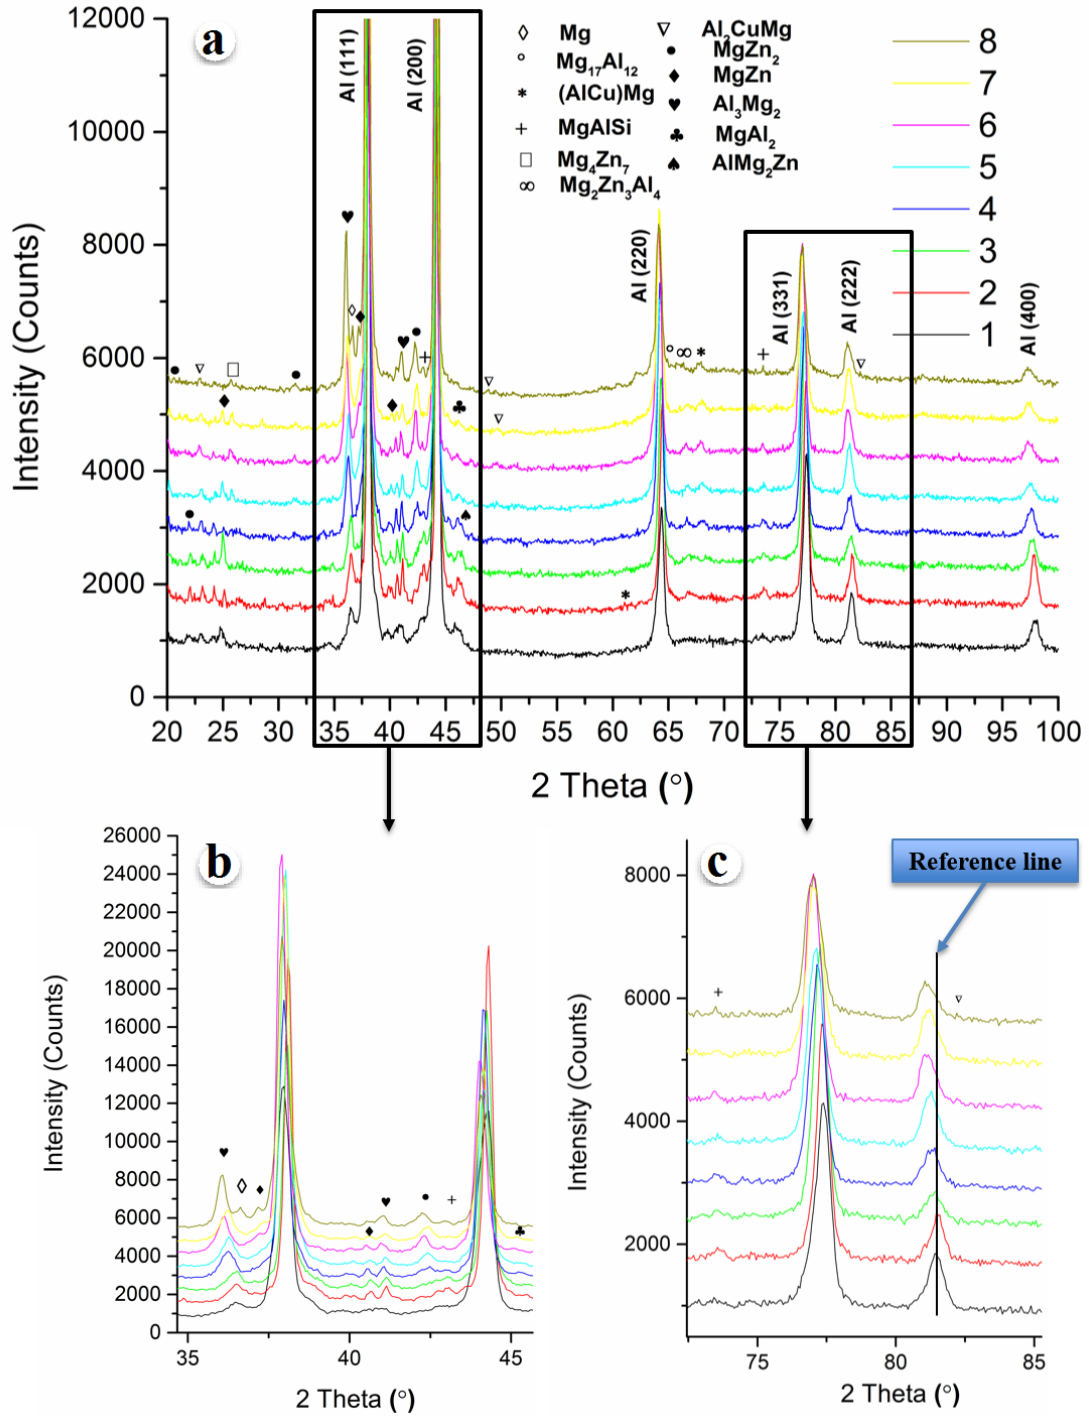 a
Intensity (Counts)
12000
10000
8000
6000
4000
2000
0
Al (111)
Al (200)
Mg
Mg17Al12
(AlCu)Mg
MgAlSi
Mg4Zn7
Mg2Zn3Al4
Al2CuMg
MgZn2
MgZn
Al3Mg2
MgAl2
AlMg2Zn
8
7
6
5
4
3
2
1
Al (220)
Al (331)
Al (222)
Al (400)
20 25 30 35 40 45 50 55 60 65 70 75 80 85 90 95 100
2 Theta (°)
b
Intensity (Counts)
26000
24000
22000
20000
18000
16000
14000
12000
10000
8000
6000
4000
2000
0
35 40 45
2 Theta (°)
c
Reference line
Intensity (Counts)
8000
6000
4000
2000
75 80 85
2 Theta (°)